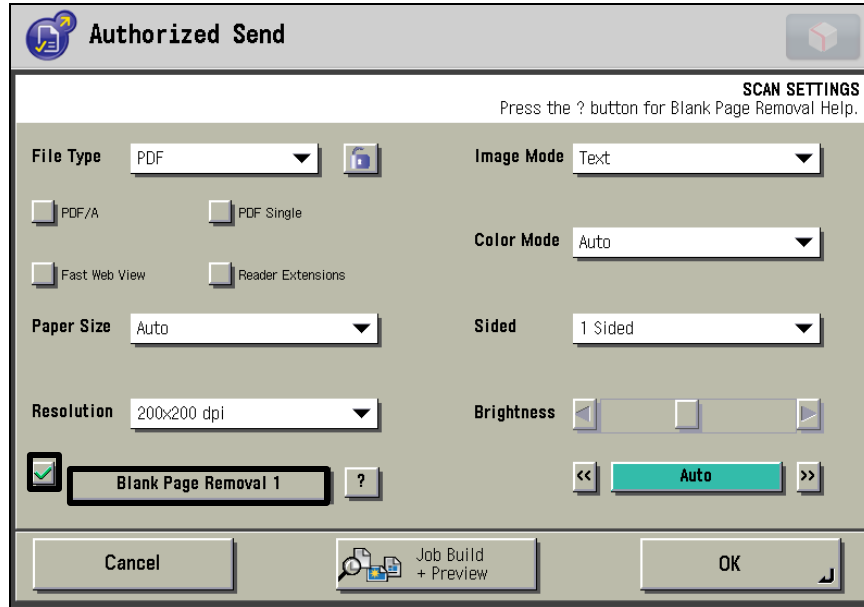 Authorized Send
SCAN SETTINGS
Press the ? button for Blank Page Removal Help.
File Type PDF
Image Mode Text
PDF/A PDF Single
Color Mode Auto
Fast Web View Reader Extensions
Paper Size Auto
Sided 1 Sided
Resolution 200x200 dpi
Brightness
Blank Page Removal 1 ?
<< Auto >>
Cancel
Job Build
+ Preview
OK